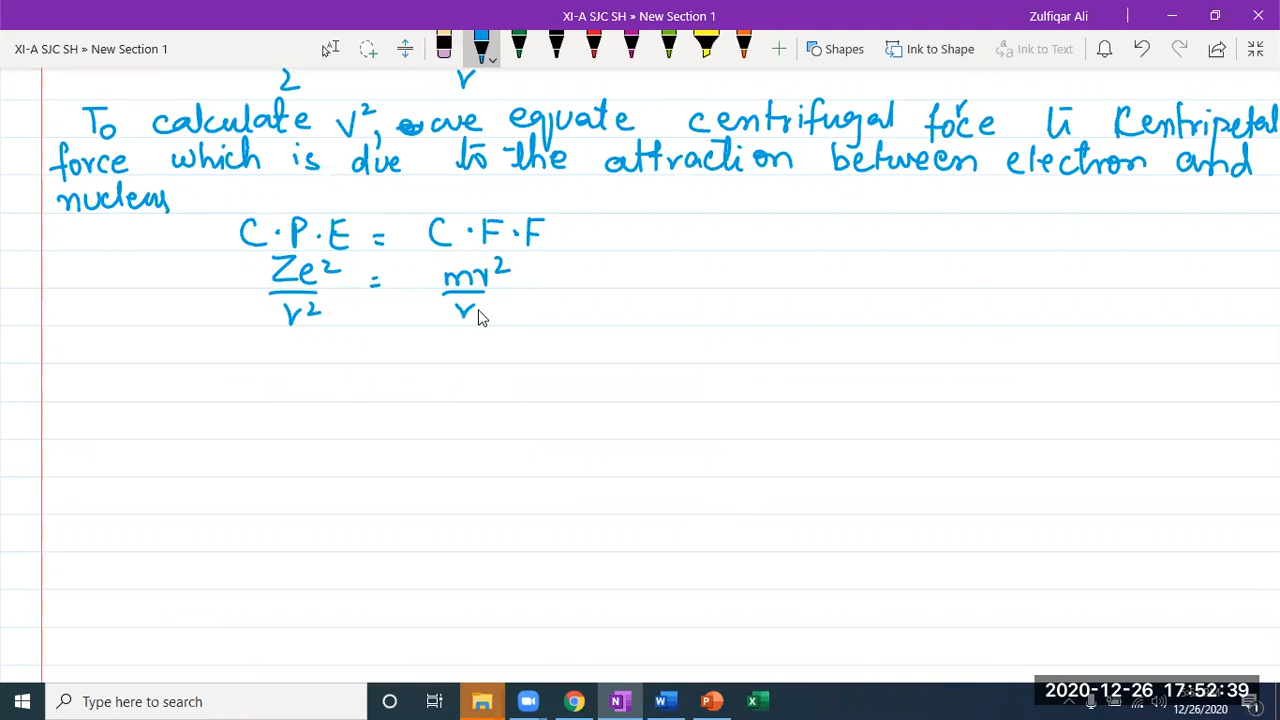 XI-A SJC SH » New Section 1
Zulfiqar Ali
XI-A SJC SH » New Section 1
Shapes
Ink to Shape
Ink to Text
2 r
To calculate v², we equate centrifugal force to Centripetal
force which is due to the attraction between electron and
nucleus
C.P.E = C.F.F
Ze² = mv²
r² r
Type here to search
2020-12-26 17:52:39
12/26/2020